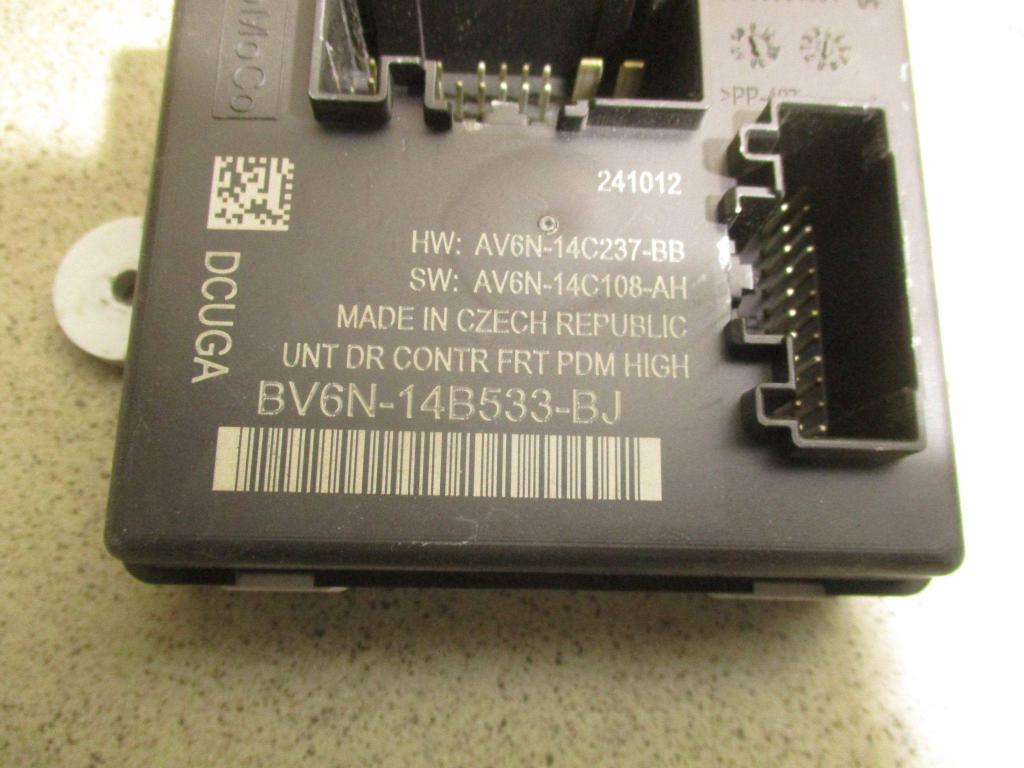 241012
HW: AV6N-14C237-BB
SW: AV6N-14C108-AH
MADE IN CZECH REPUBLIC
UNT DR CONTR FRT PDM HIGH
BV6N-14B533-BJ
DCUGA